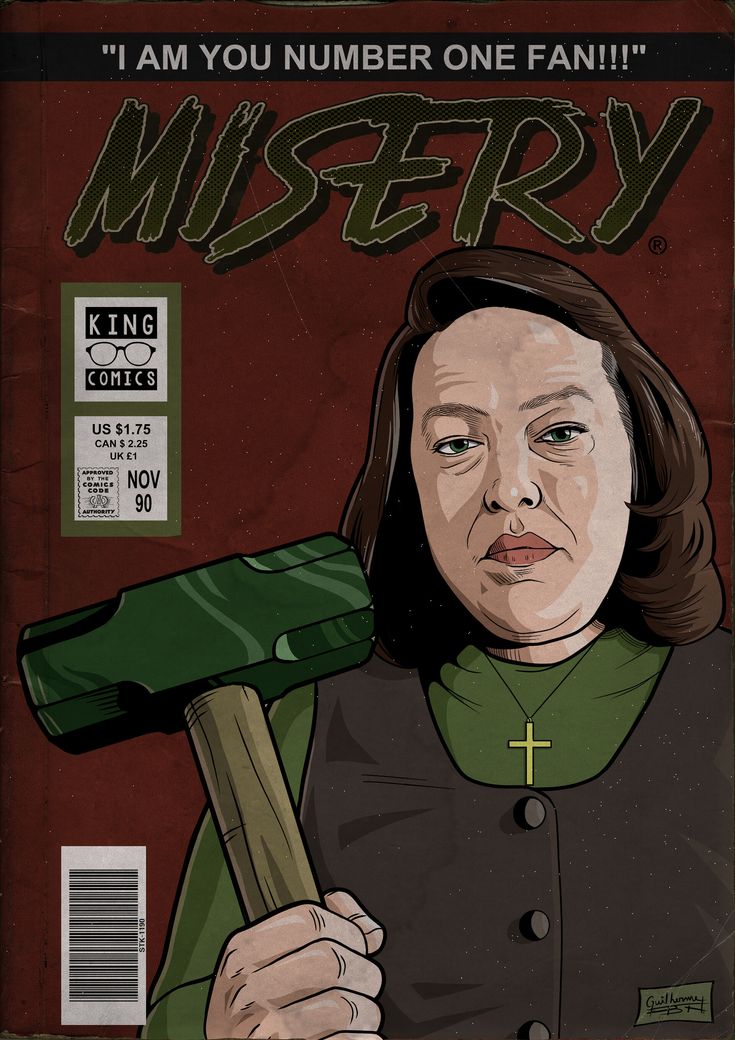 "I AM YOU NUMBER ONE FAN!!!"
MISERY
®
KING
COMICS
US $1.75
CAN $ 2.25
UK £1
APPROVED
BY THE
COMICS
CODE
AUTHORITY
NOV
90
STK-1190
Guilherme